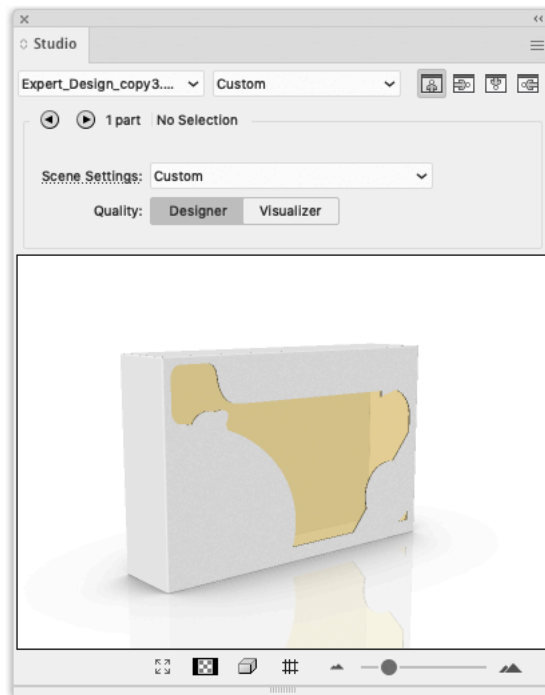 Studio
Expert_Design_copy3.... Custom
1 part No Selection
Scene Settings: Custom
Quality: Designer Visualizer